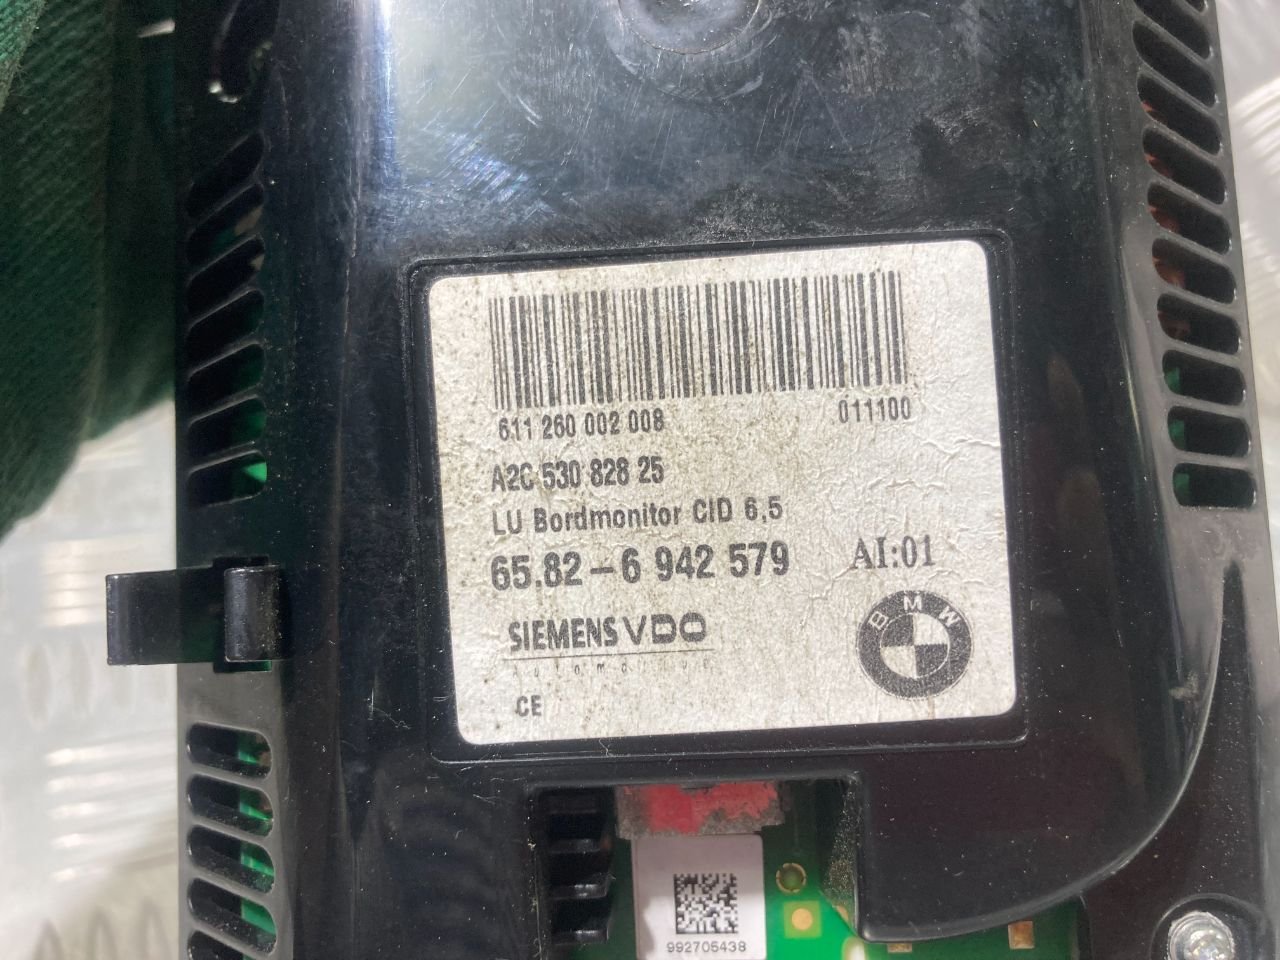 611 260 002 008 011100
A2C 530 828 25
LU Bordmonitor CID 6,5
65.82-6 942 579 AI:01
SIEMENS VDO
Automotive
BMW
CE
992705438